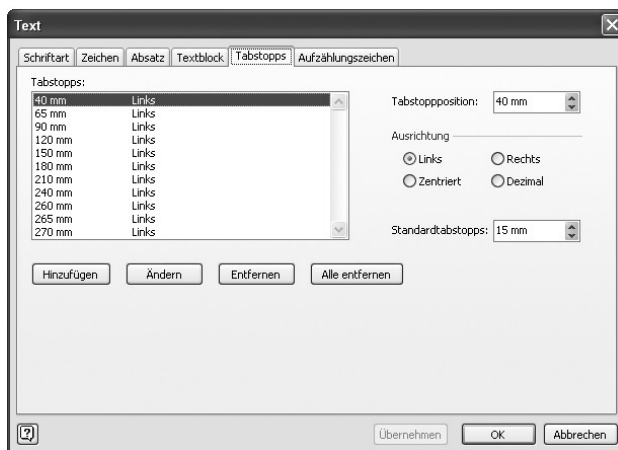 Text
Schriftart Zeichen Absatz Textblock Tabstopps Aufzählungszeichen
Tabstopps:
40 mm Links
65 mm Links
90 mm Links
120 mm Links
150 mm Links
180 mm Links
210 mm Links
240 mm Links
260 mm Links
265 mm Links
270 mm Links
Tabstoppposition: 40 mm
Ausrichtung
Links Rechts
Zentriert Dezimal
Standardtabstopps: 15 mm
Hinzufügen Ändern Entfernen Alle entfernen
Übernehmen OK Abbrechen